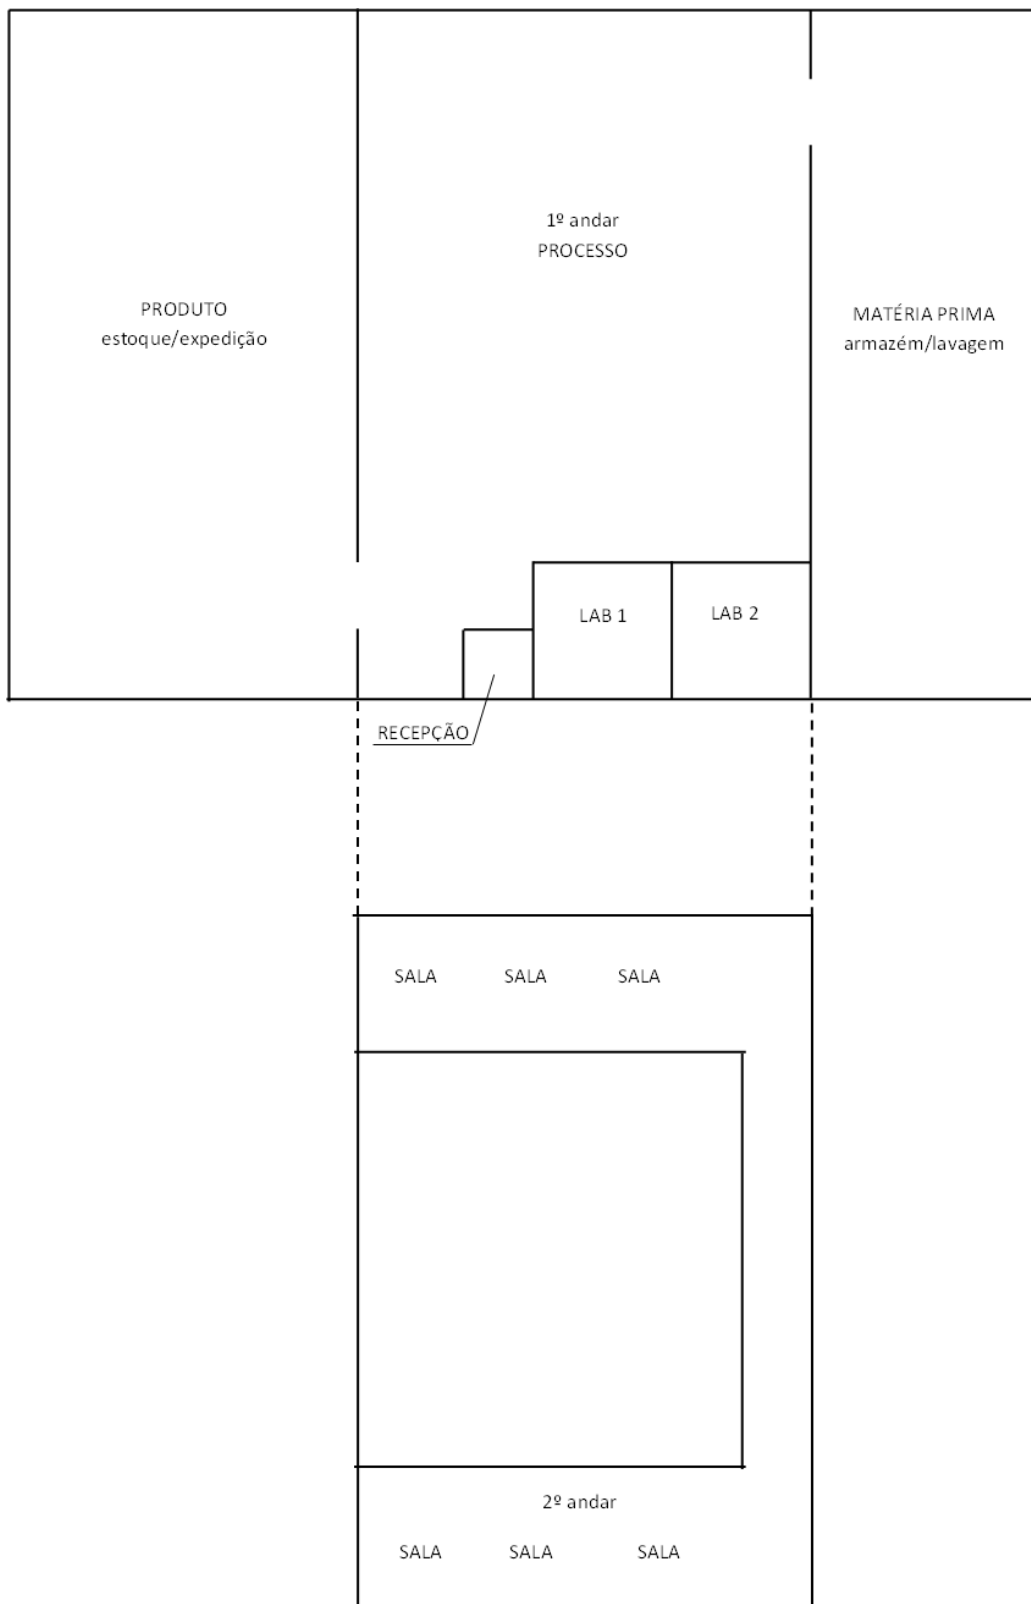 1º andar
PROCESSO
PRODUTO
estoque/expedição
MATÉRIA PRIMA
armazém/lavagem
LAB 1
LAB 2
RECEPÇÃO
SALA SALA SALA
2º andar
SALA SALA SALA